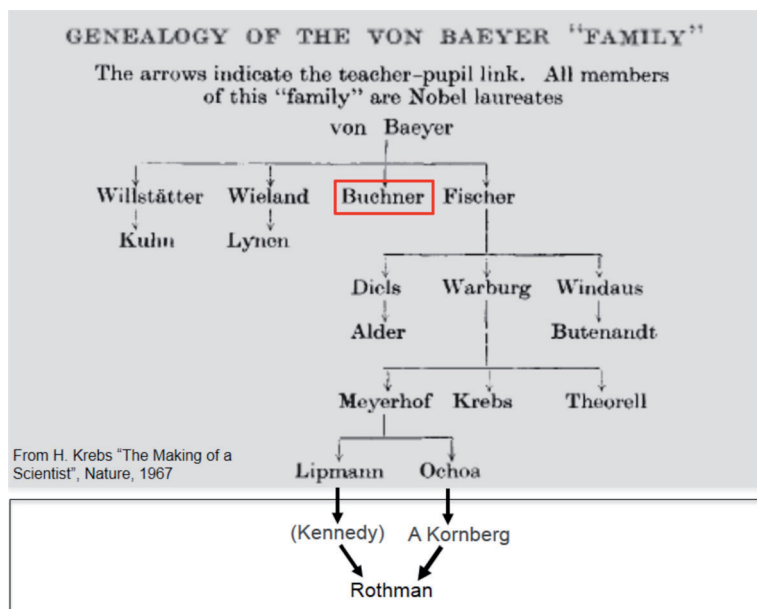 GENEALOGY OF THE VON BAEYER "FAMILY"
The arrows indicate the teacher–pupil link. All members
of this "family" are Nobel laureates
von Baeyer
Willstätter Wieland Buchner Fischer
Kuhn Lynen
Diels Warburg Windaus
Alder Butenandt
Meyerhof Krebs Theorell
From H. Krebs "The Making of a
Scientist", Nature, 1967
Lipmann Ochoa
(Kennedy) A Kornberg
Rothman